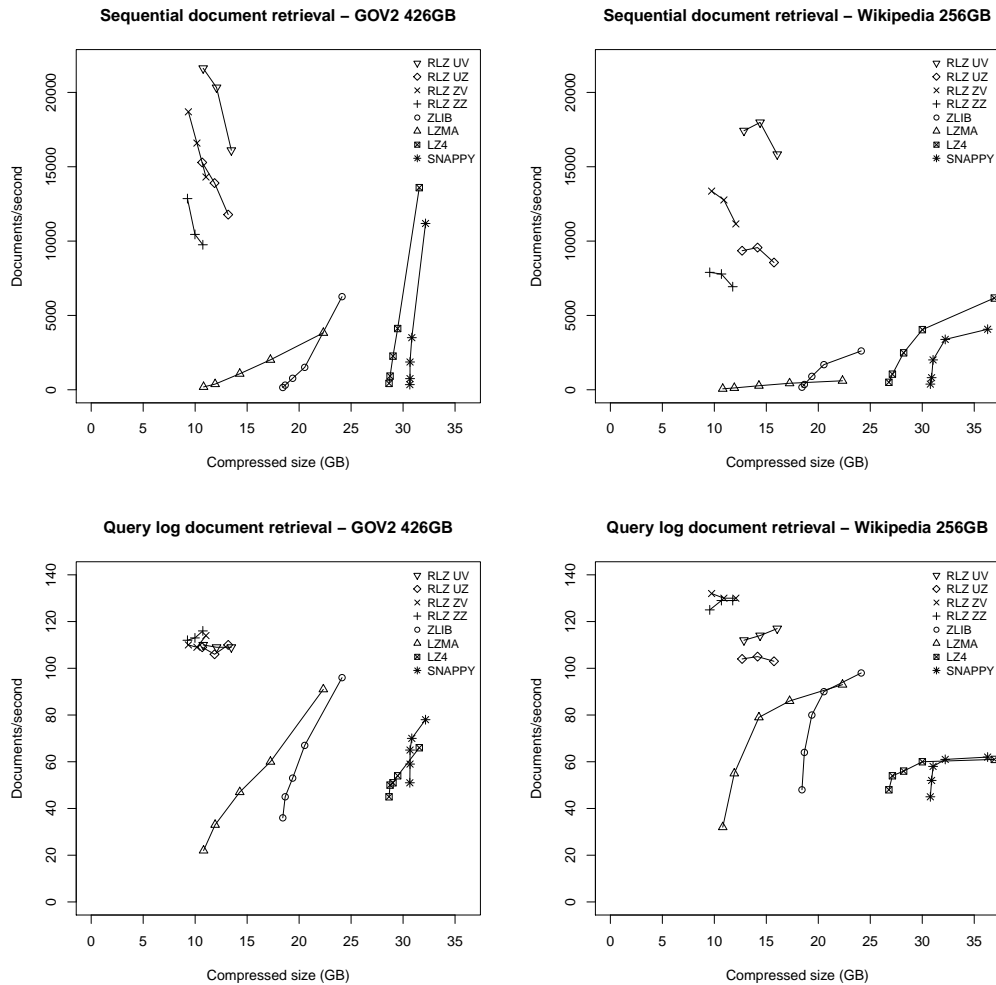 Sequential document retrieval – GOV2 426GB
Documents/second
0
5000
10000
15000
20000
RLZ UV
RLZ UZ
RLZ ZV
RLZ ZZ
ZLIB
LZMA
LZ4
SNAPPY
0 5 10 15 20 25 30 35
Compressed size (GB)
Sequential document retrieval – Wikipedia 256GB
Documents/second
0
5000
10000
15000
20000
RLZ UV
RLZ UZ
RLZ ZV
RLZ ZZ
ZLIB
LZMA
LZ4
SNAPPY
0 5 10 15 20 25 30 35
Compressed size (GB)
Query log document retrieval – GOV2 426GB
Documents/second
0
20
40
60
80
100
120
140
RLZ UV
RLZ UZ
RLZ ZV
RLZ ZZ
ZLIB
LZMA
LZ4
SNAPPY
0 5 10 15 20 25 30 35
Compressed size (GB)
Query log document retrieval – Wikipedia 256GB
Documents/second
0
20
40
60
80
100
120
140
RLZ UV
RLZ UZ
RLZ ZV
RLZ ZZ
ZLIB
LZMA
LZ4
SNAPPY
0 5 10 15 20 25 30 35
Compressed size (GB)